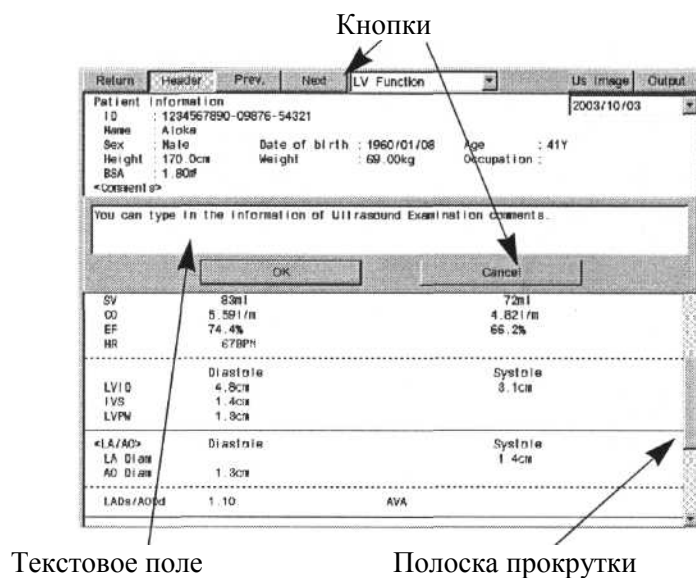 Кнопки
Return Header Prev. Next LV Function Us Image Output
Patient Information 2003/10/03
ID : 1234567890-09876-54321
Name : Aloka
Sex : Male Date of birth : 1960/01/08 Age : 41Y
Height : 170.0cm Weight : 69.00kg Occupation :
BSA : 1.80㎡
<Comments>
You can type in the information of Ultrasound Examination comments.
OK Cancel
SV 83ml 72ml
CO 5.59l/m 4.82l/m
EF 74.4% 66.2%
HR 67BPM
Diastole Systole
LVID 4.8cm 3.1cm
IVS 1.4cm
LVPW 1.3cm
<LA/AO> Diastole Systole
LA Diam 1.4cm
AO Diam 1.3cm
LADs/AODd 1.10 AVA
Текстовое поле Полоска прокрутки